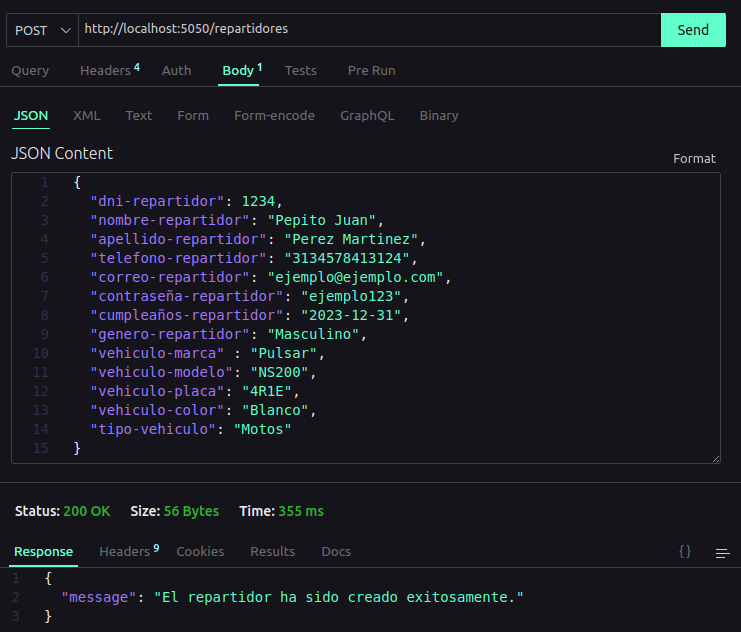 POST http://localhost:5050/repartidores Send
Query Headers 4 Auth Body 1 Tests Pre Run
JSON XML Text Form Form-encode GraphQL Binary
JSON Content
Format
1 {
2 "dni-repartidor": 1234,
3 "nombre-repartidor": "Pepito Juan",
4 "apellido-repartidor": "Perez Martinez",
5 "telefono-repartidor": "3134578413124",
6 "correo-repartidor": "ejemplo@ejemplo.com",
7 "contraseña-repartidor": "ejemplo123",
8 "cumpleaños-repartidor": "2023-12-31",
9 "genero-repartidor": "Masculino",
10 "vehiculo-marca" : "Pulsar",
11 "vehiculo-modelo": "NS200",
12 "vehiculo-placa": "4R1E",
13 "vehiculo-color": "Blanco",
14 "tipo-vehiculo": "Motos"
15 }
Status: 200 OK Size: 56 Bytes Time: 355 ms
Response Headers 9 Cookies Results Docs {}
1 {
2 "message": "El repartidor ha sido creado exitosamente."
3 }